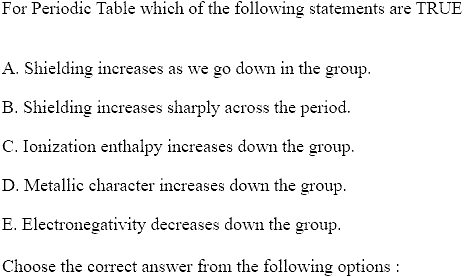 For Periodic Table which of the following statements are TRUE
A. Shielding increases as we go down in the group.
B. Shielding increases sharply across the period.
C. Ionization enthalpy increases down the group.
D. Metallic character increases down the group.
E. Electronegativity decreases down the group.
Choose the correct answer from the following options :